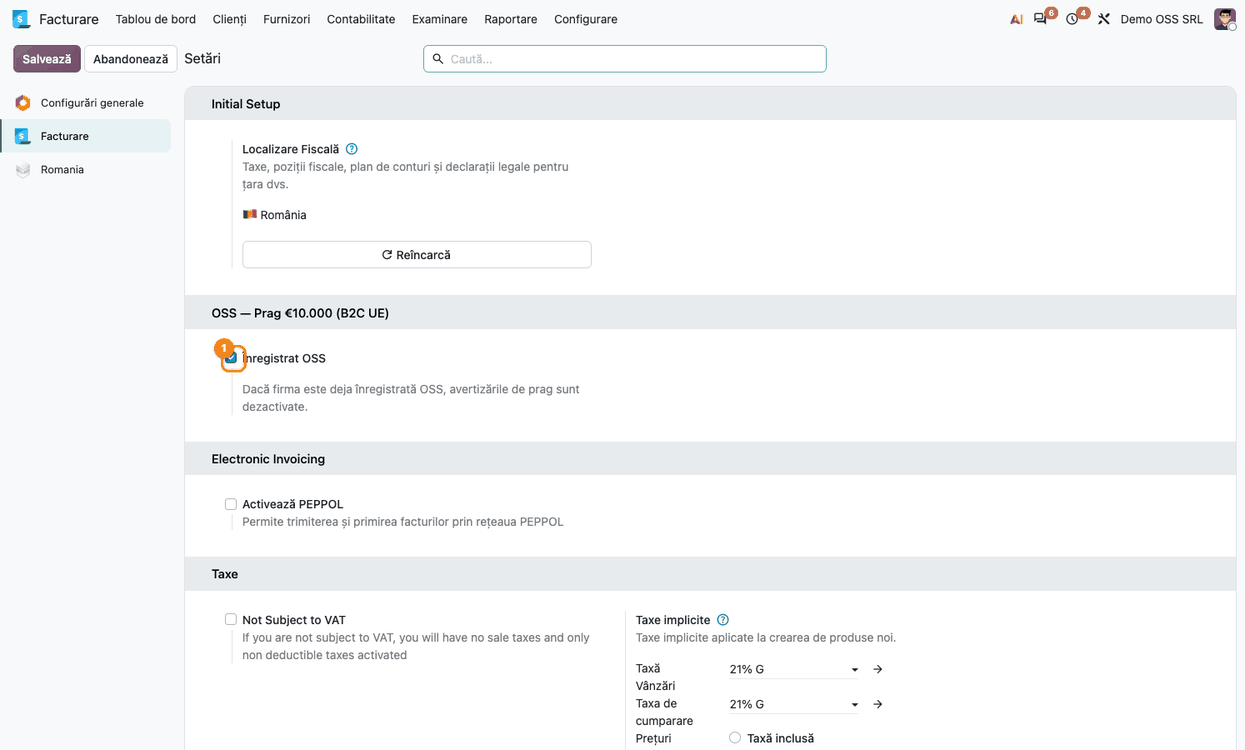 Facturare Tablou de bord Clienți Furnizori Contabilitate Examinare Raportare Configurare AI 6 4 Demo OSS SRL
Salvează Abandonează Setări Caută...
Configurări generale
Facturare
Romania
Initial Setup
Localizare Fiscală ?
Taxe, poziții fiscale, plan de conturi și declarații legale pentru
țara dvs.
România
Reîncarcă
OSS — Prag €10.000 (B2C UE)
1
Înregistrat OSS
Dacă firma este deja înregistrată OSS, avertizările de prag sunt
dezactivate.
Electronic Invoicing
Activează PEPPOL
Permite trimiterea și primirea facturilor prin rețeaua PEPPOL
Taxe
Not Subject to VAT
If you are not subject to VAT, you will have no sale taxes and only
non deductible taxes activated
Taxe implicite ?
Taxe implicite aplicate la crearea de produse noi.
Taxă
Vânzări
21% G
Taxa de
cumparare
21% G
Prețuri
Taxă inclusă